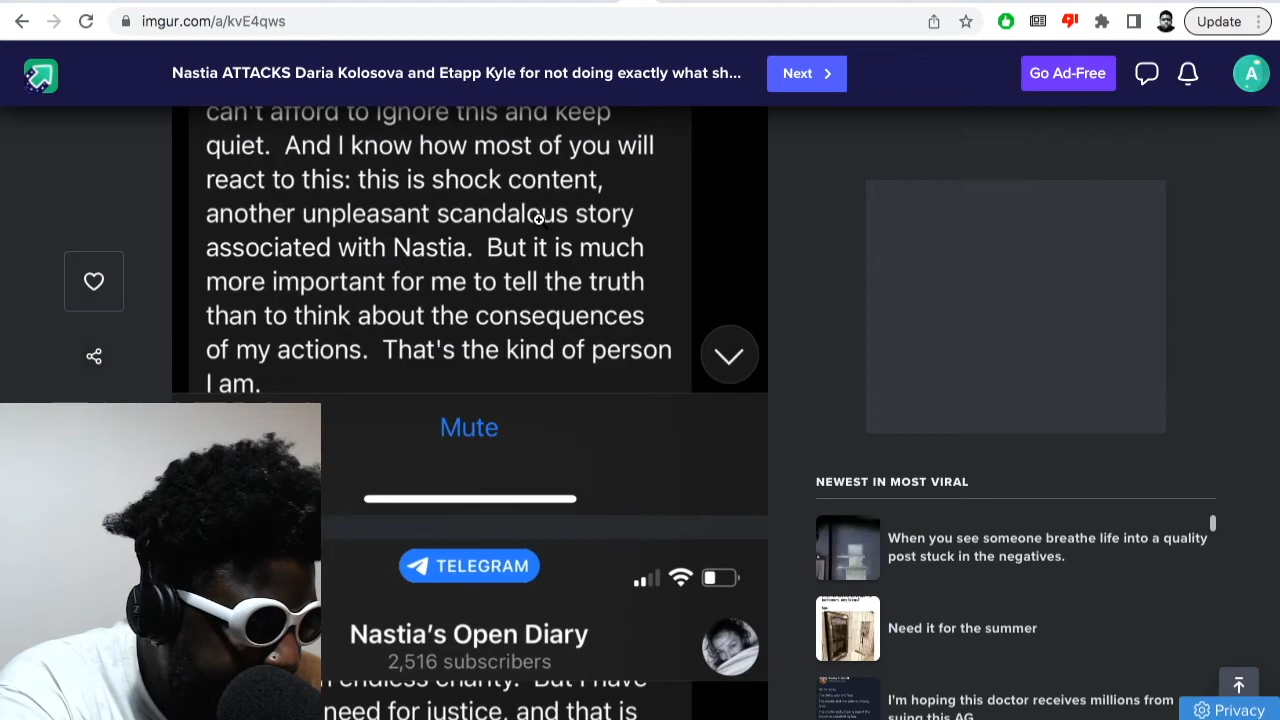 imgur.com/a/kvE4qws
Update
Nastia ATTACKS Daria Kolosova and Etapp Kyle for not doing exactly what sh...
Next
Go Ad-Free
A
can't afford to ignore this and keep
quiet. And I know how most of you will
react to this: this is shock content,
another unpleasant scandalous story
associated with Nastia. But it is much
more important for me to tell the truth
than to think about the consequences
of my actions. That's the kind of person
I am.
Mute
TELEGRAM
Nastia's Open Diary
2,516 subscribers
endless charity. But I have
need for justice, and that is
NEWEST IN MOST VIRAL
When you see someone breathe life into a quality
post stuck in the negatives.
Need it for the summer
I'm hoping this doctor receives millions from
suing this AG
Privacy